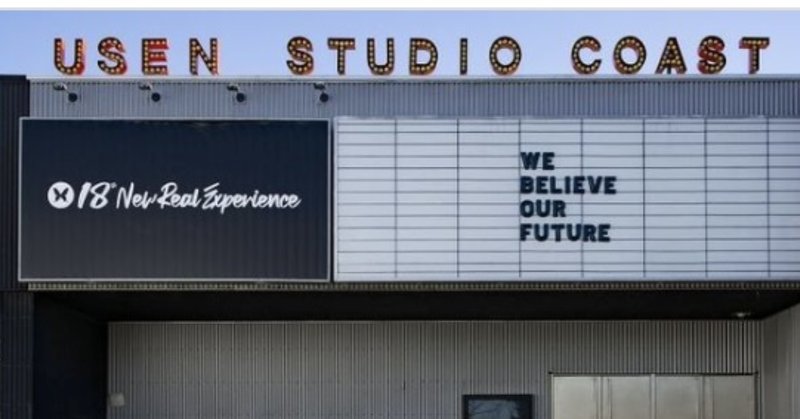 USEN STUDIO COAST
18° New Real Experience
WE
BELIEVE
OUR
FUTURE